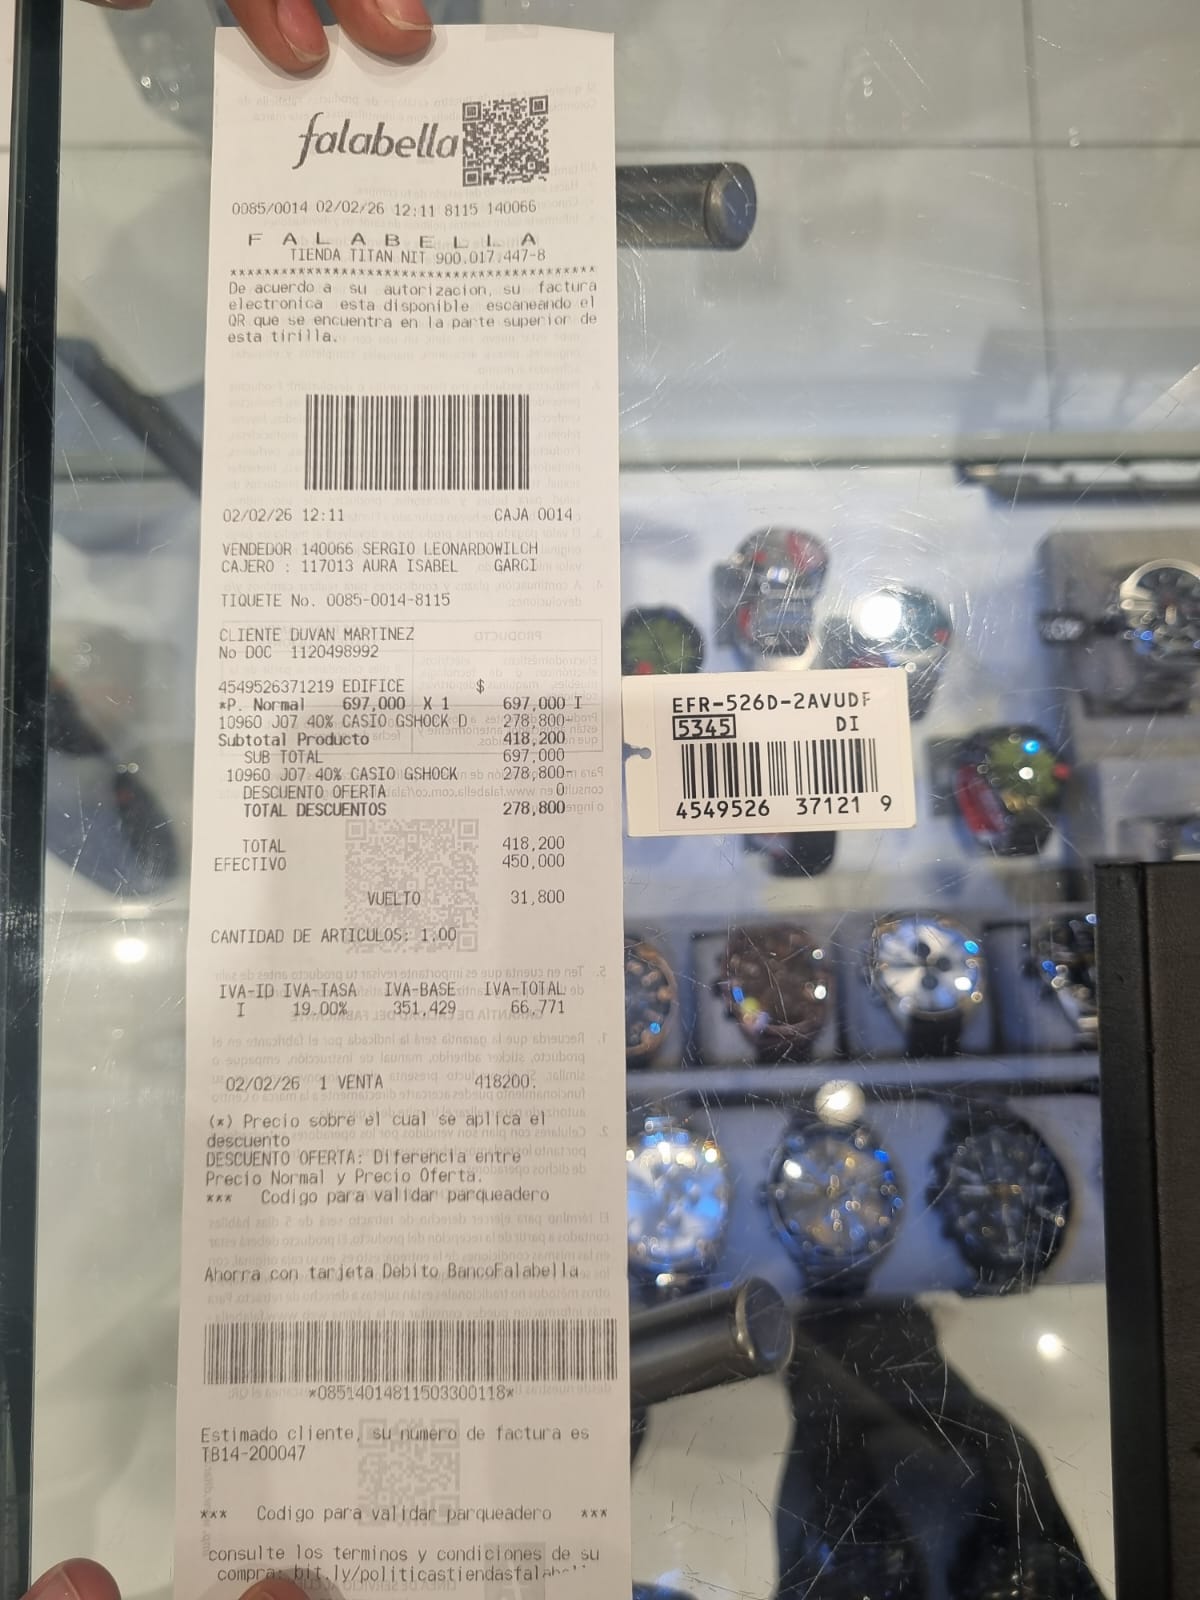 falabella
0085/0014 02/02/26 12:11 8115 140066
F A L A B E L L A
TIENDA TITAN NIT 900.017.447-8
******************************************
De acuerdo a su autorizacion, su factura
electronica esta disponible escaneando el
QR que se encuentra en la parte superior de
esta tirilla.
02/02/26 12:11 CAJA 0014
VENDEDOR 140066 SERGIO LEONARDOWILCH
CAJERO : 117013 AURA ISABEL GARCI
TIQUETE No. 0085-0014-8115
CLIENTE DUVAN MARTINEZ
No DOC 1120498992
4549526371219 EDIFICE $
*P. Normal 697,000 X 1 697,000 I
10960 J07 40% CASIO GSHOCK D 278,800-
Subtotal Producto 418,200
SUB TOTAL 697,000
10960 J07 40% CASIO GSHOCK 278,800-
DESCUENTO OFERTA 0
TOTAL DESCUENTOS 278,800
TOTAL 418,200
EFECTIVO 450,000
VUELTO 31,800
CANTIDAD DE ARTICULOS: 1.00
IVA-ID IVA-TASA IVA-BASE IVA-TOTAL
I 19.00% 351,429 66,771
02/02/26 1 VENTA 418200.
(*) Precio sobre el cual se aplica el
descuento
DESCUENTO OFERTA: Diferencia entre
Precio Normal y Precio Oferta.
*** Codigo para validar parqueadero
Ahorra con tarjeta Debito BancoFalabella
*08514014811503300118*
Estimado cliente, su número de factura es
TB14-200047
*** Codigo para validar parqueadero ***
consulte los terminos y condiciones de su
compra: bit.ly/politicastiendasfalabell
EFR-526D-2AVUDF
5345 DI
4549526 37121 9